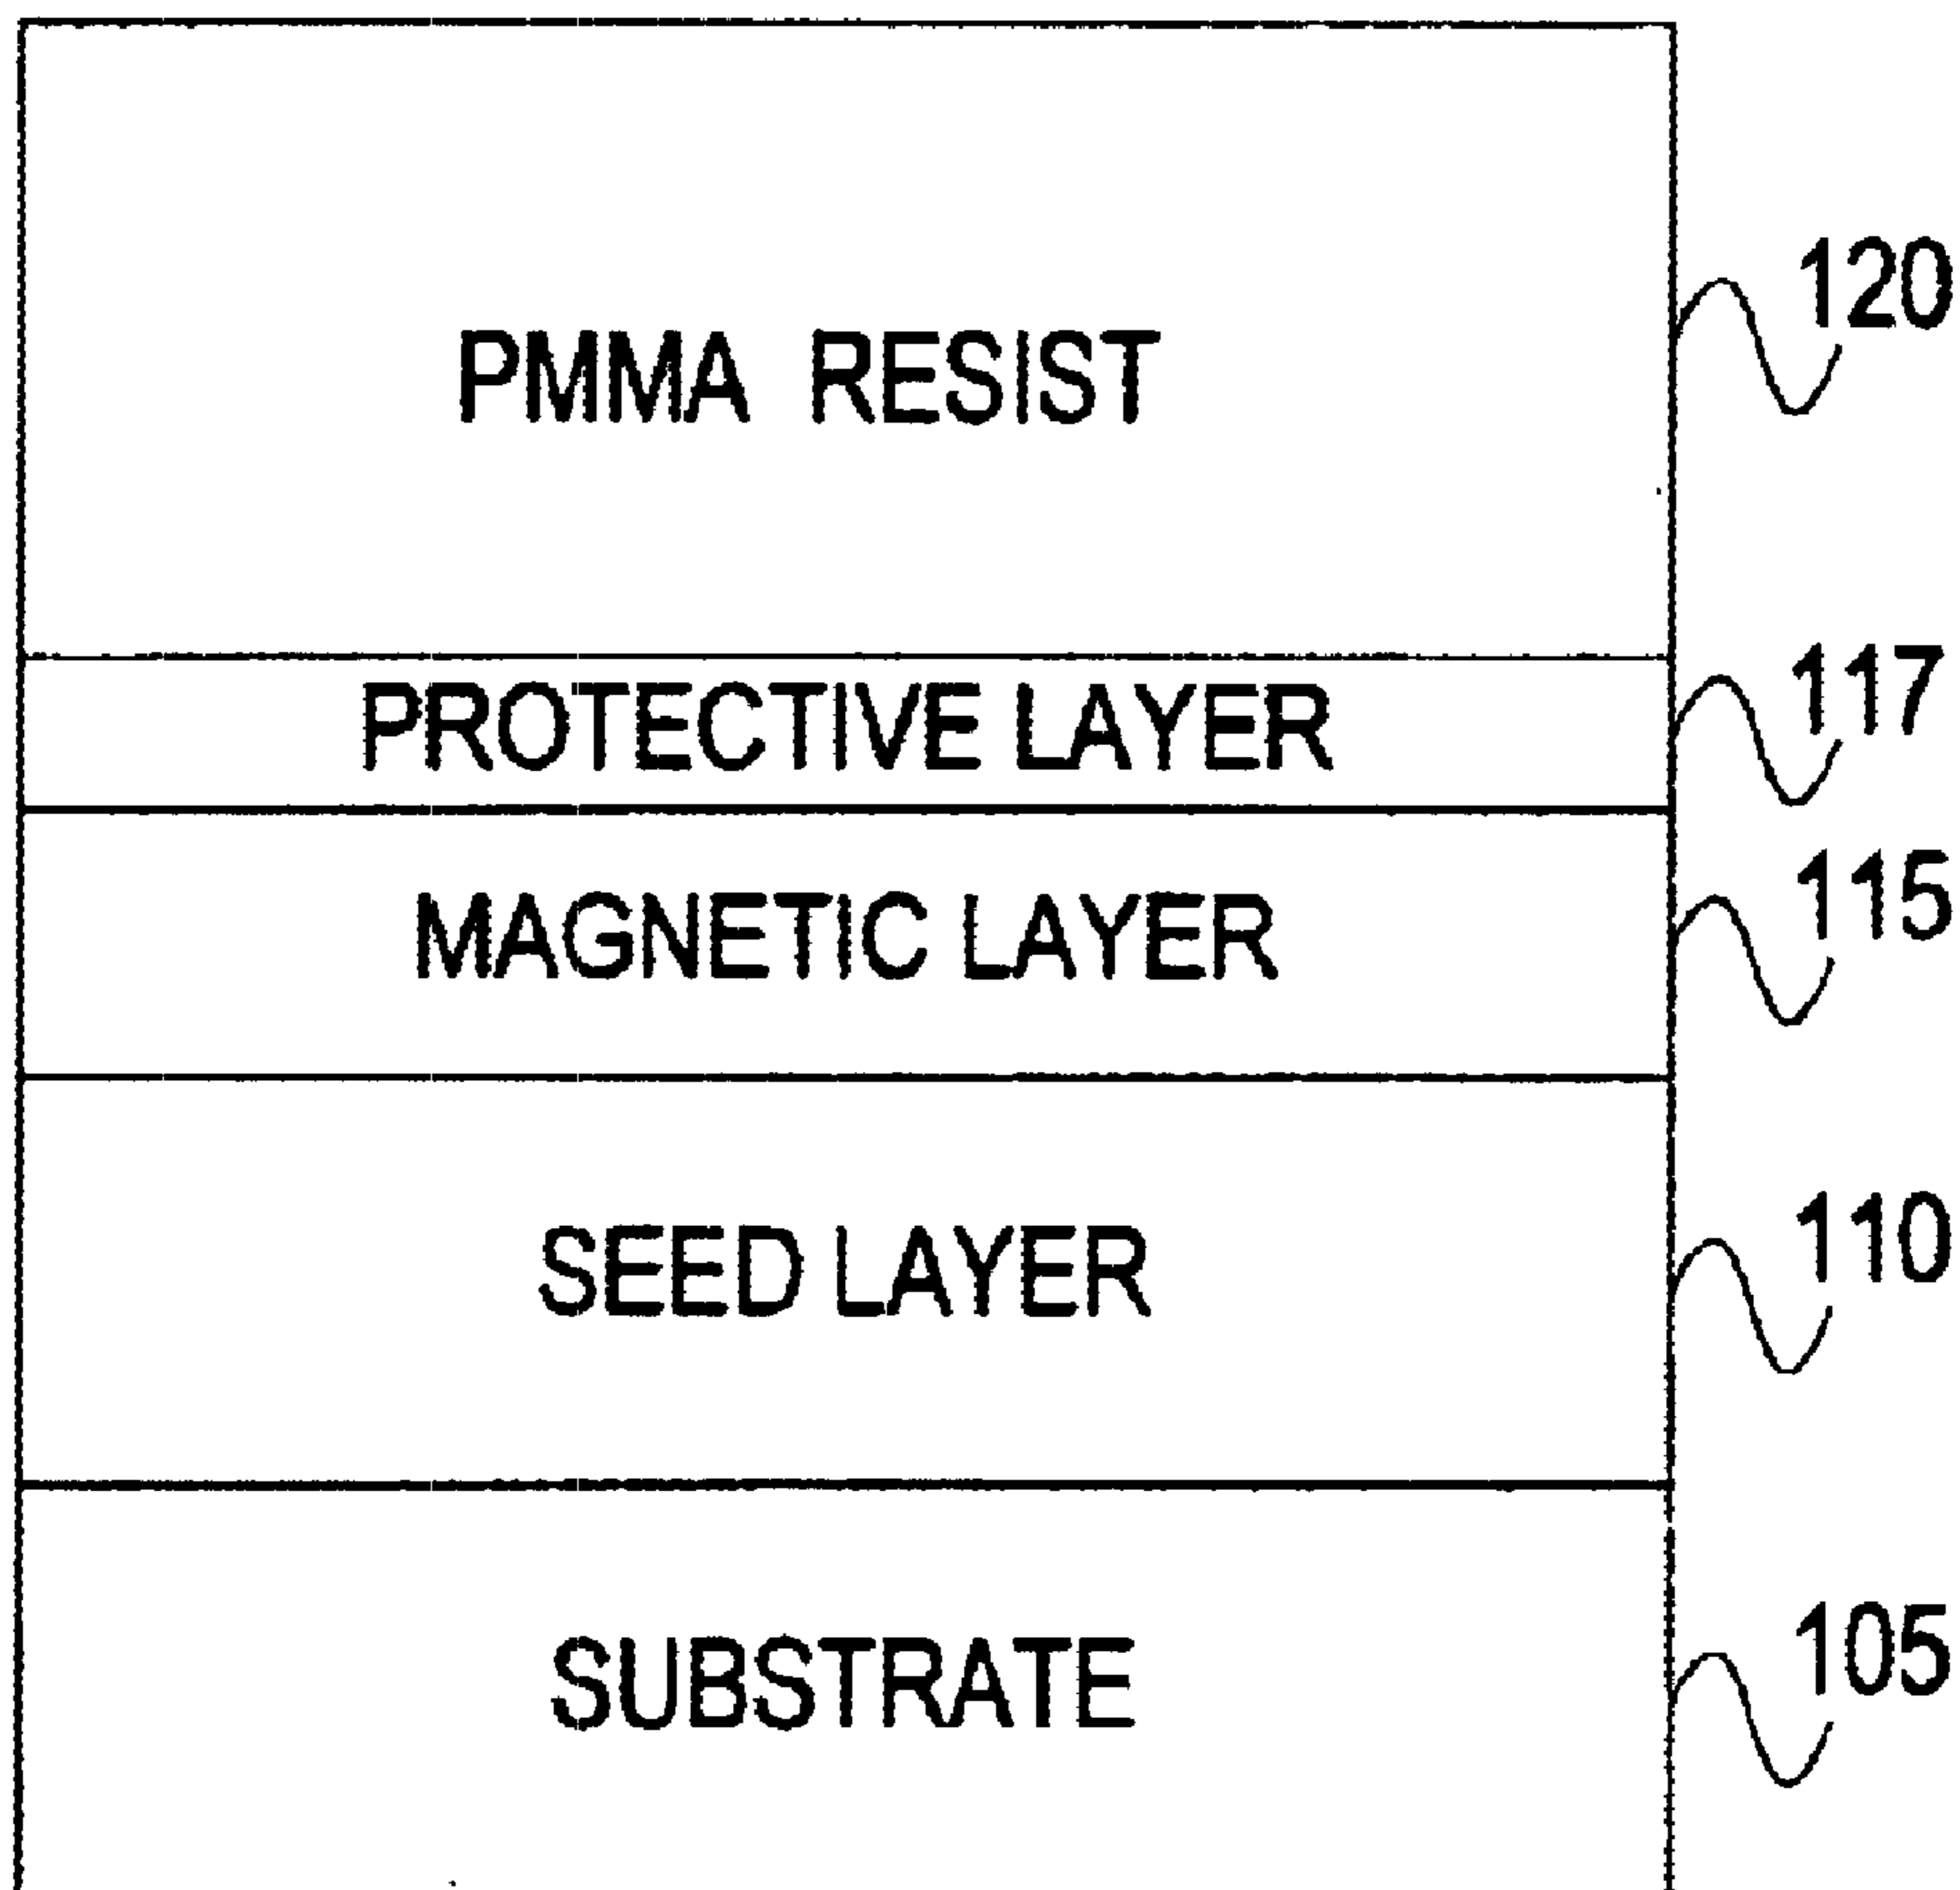 120
PMMA RESIST
117
PROTECTIVE LAYER
115
MAGNETIC LAYER
110
SEED LAYER
105
SUBSTRATE